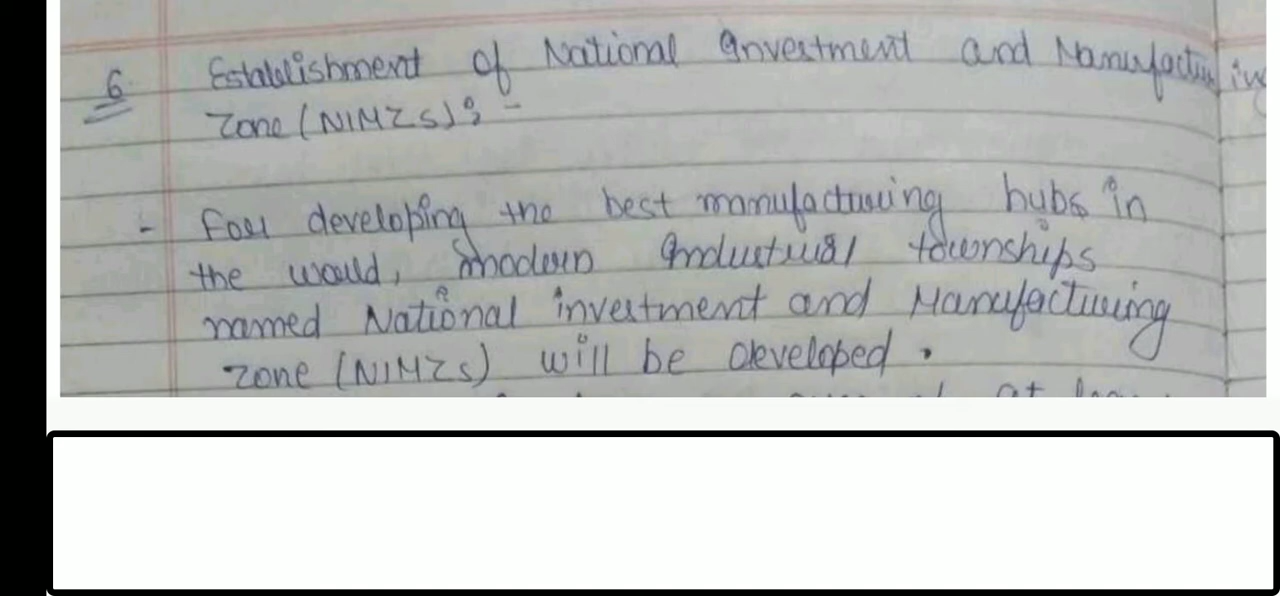 6. Establishment of National Investment and Manufacturing
Zone (NIMZs) : -
- For developing the best manufacturing hubs in
the world, modern Industrial townships
named National investment and Manufacturing
zone (NIMZs) will be developed .
at